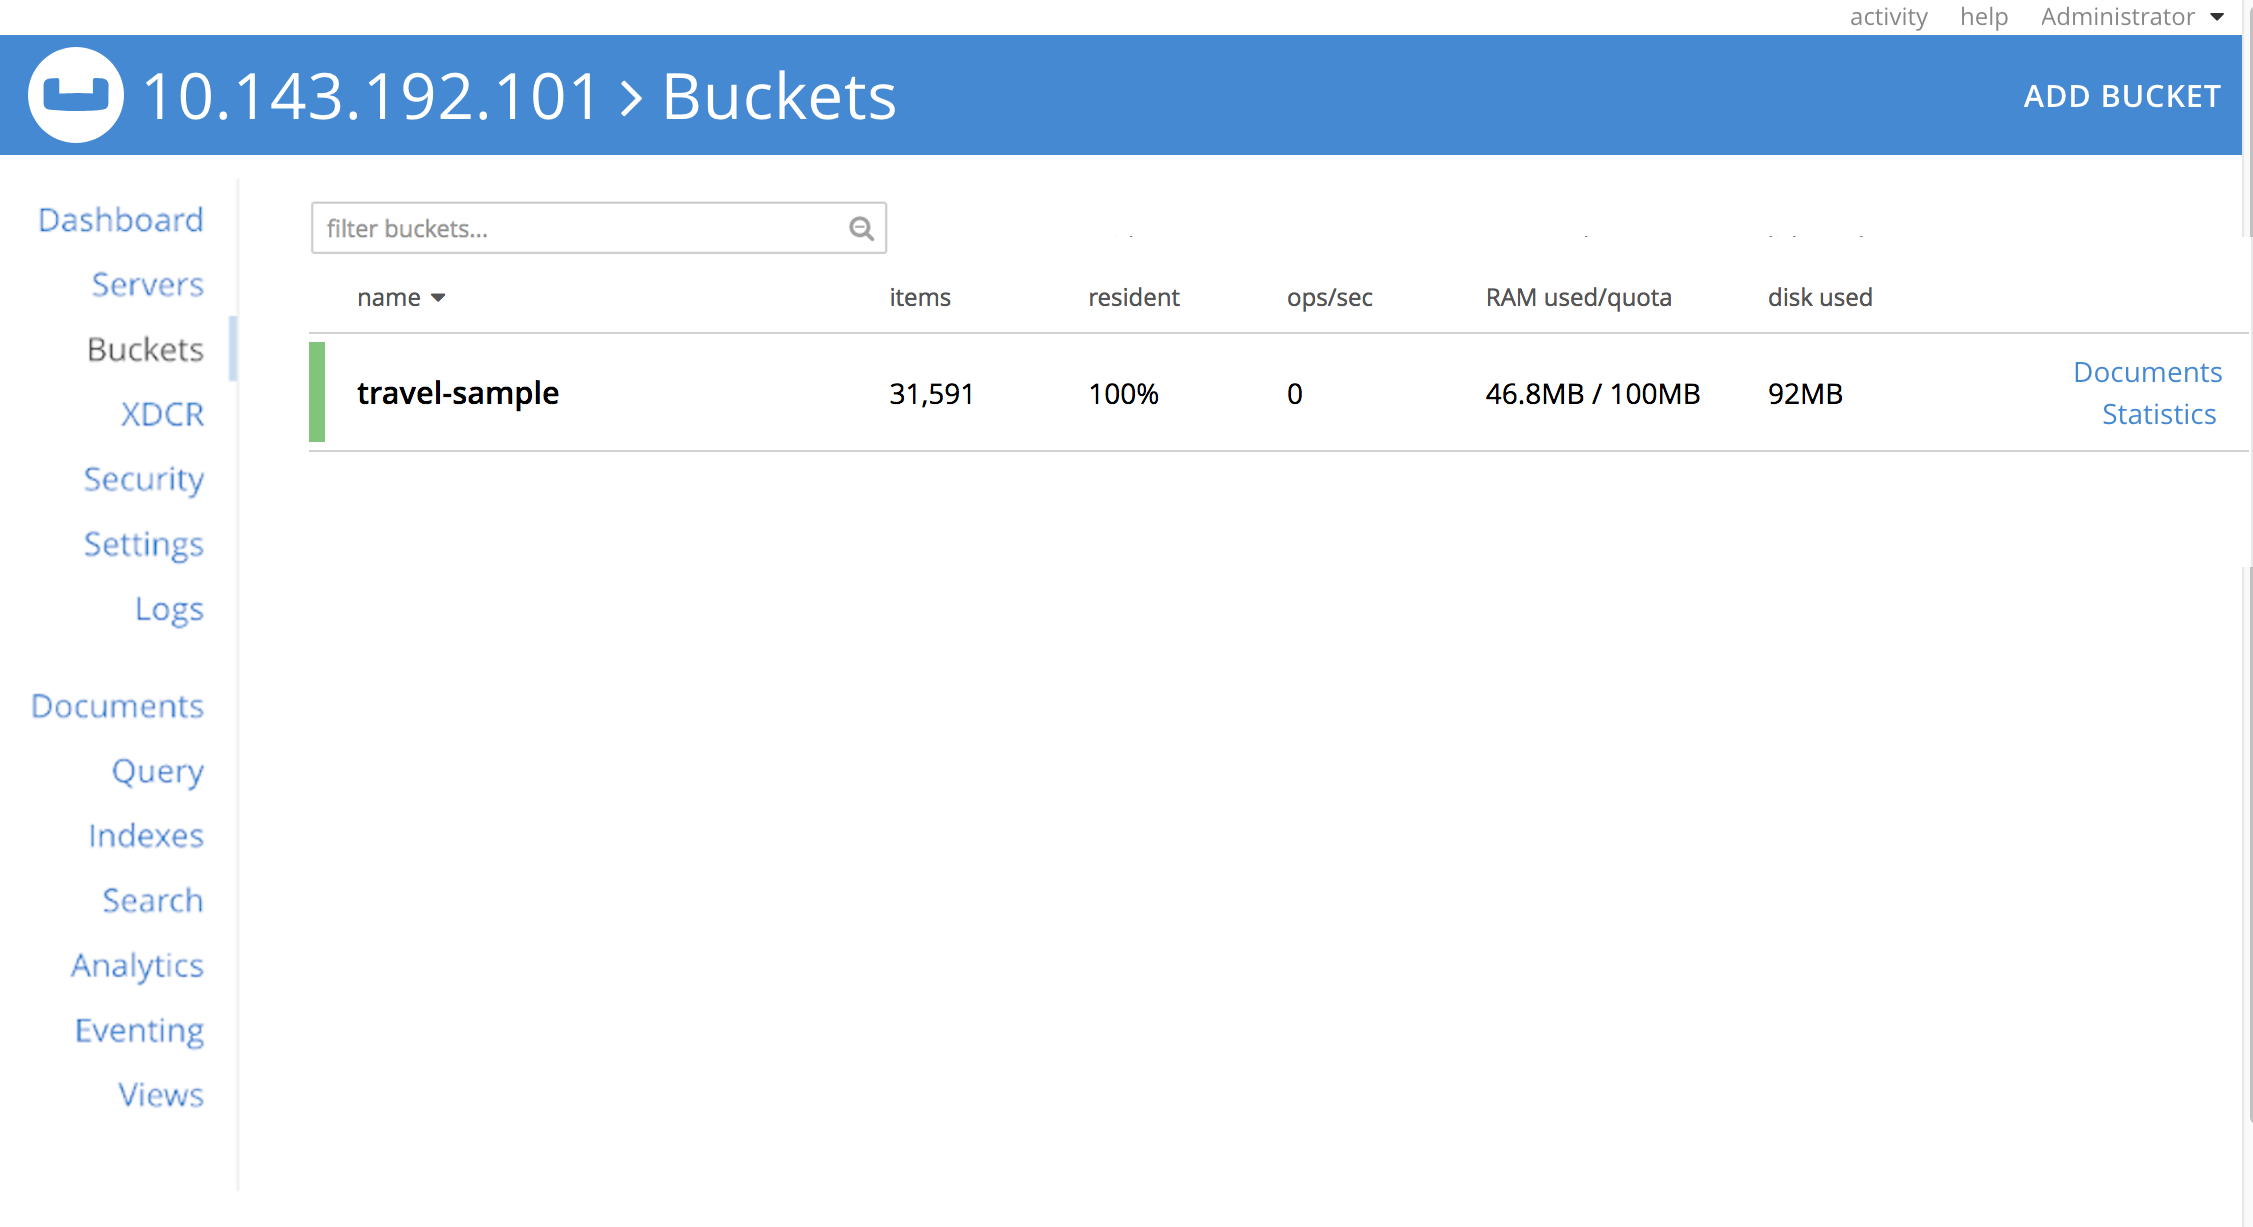 activity help Administrator
10.143.192.101 > Buckets
ADD BUCKET
Dashboard
Servers
Buckets
XDCR
Security
Settings
Logs
Documents
Query
Indexes
Search
Analytics
Eventing
Views
filter buckets...
name items resident ops/sec RAM used/quota disk used
travel-sample 31,591 100% 0 46.8MB / 100MB 92MB
Documents
Statistics